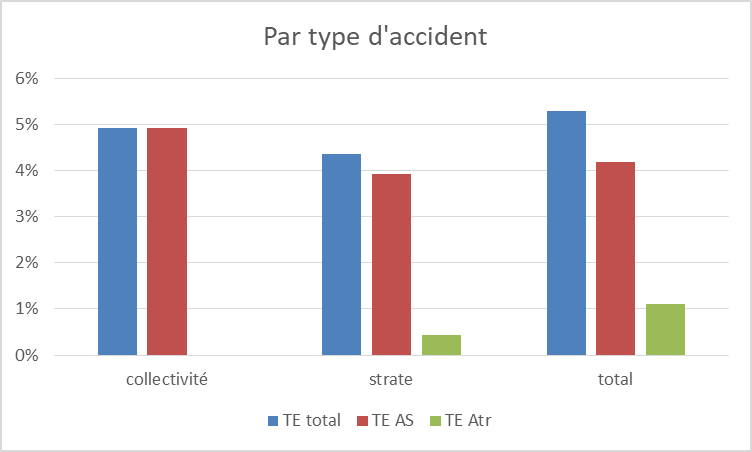 Par type d'accident
6%
5%
4%
3%
2%
1%
0%
collectivité strate total
TE total TE AS TE Atr